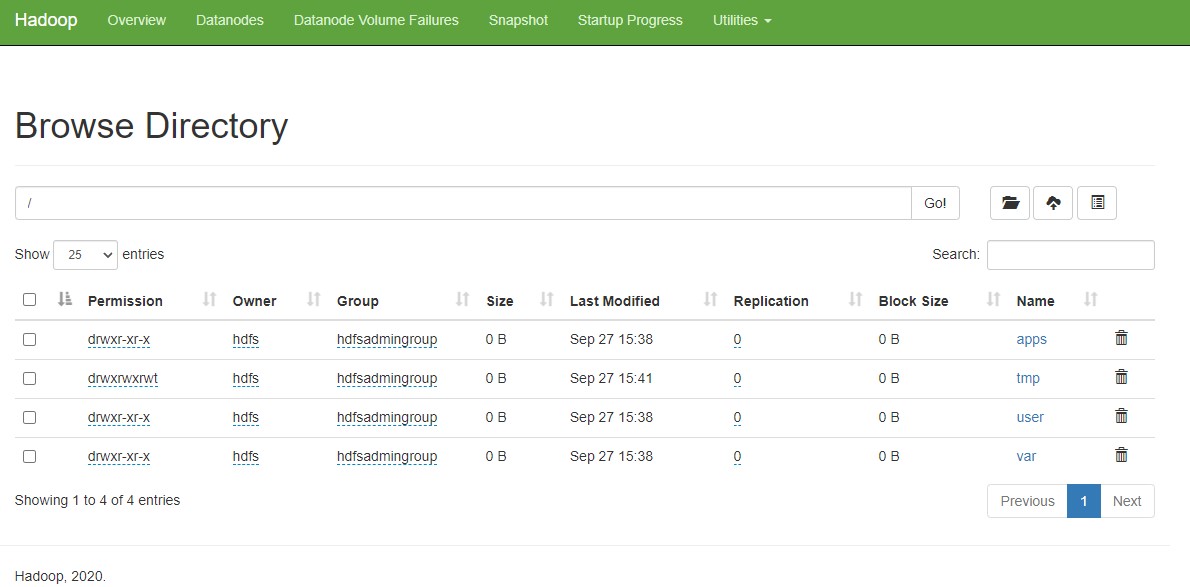 Hadoop Overview Datanodes Datanode Volume Failures Snapshot Startup Progress Utilities
Browse Directory
/ Go!
Show 25 entries Search:
Permission Owner Group Size Last Modified Replication Block Size Name
drwxr-xr-x hdfs hdfsadmingroup 0 B Sep 27 15:38 0 0 B apps
drwxrwxrwt hdfs hdfsadmingroup 0 B Sep 27 15:41 0 0 B tmp
drwxr-xr-x hdfs hdfsadmingroup 0 B Sep 27 15:38 0 0 B user
drwxr-xr-x hdfs hdfsadmingroup 0 B Sep 27 15:38 0 0 B var
Showing 1 to 4 of 4 entries Previous 1 Next
Hadoop, 2020.